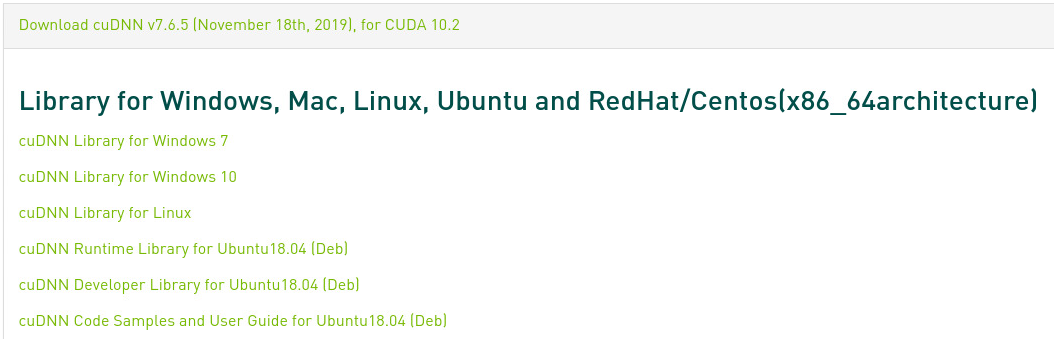 Download cuDNN v7.6.5 (November 18th, 2019), for CUDA 10.2
Library for Windows, Mac, Linux, Ubuntu and RedHat/Centos(x86_64architecture)
cuDNN Library for Windows 7
cuDNN Library for Windows 10
cuDNN Library for Linux
cuDNN Runtime Library for Ubuntu18.04 (Deb)
cuDNN Developer Library for Ubuntu18.04 (Deb)
cuDNN Code Samples and User Guide for Ubuntu18.04 (Deb)